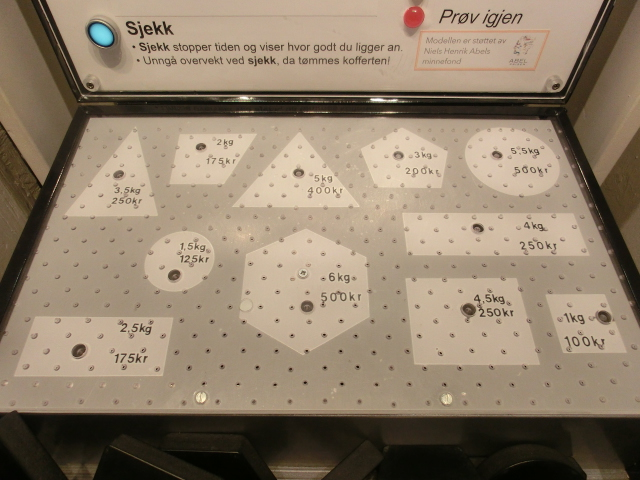 Sjekk
• Sjekk stopper tiden og viser hvor godt du ligger an.
• Unngå overvekt ved sjekk, da tømmes kofferten!
Prøv igjen
Modellen er støttet av
Niels Henrik Abels
minnefond
2kg
175kr
3,5kg
250kr
5kg
400kr
3kg
200kr
5,5kg
500kr
1,5kg
125kr
4kg
250kr
6kg
500kr
4,5kg
250kr
1kg
100kr
2,5kg
175kr